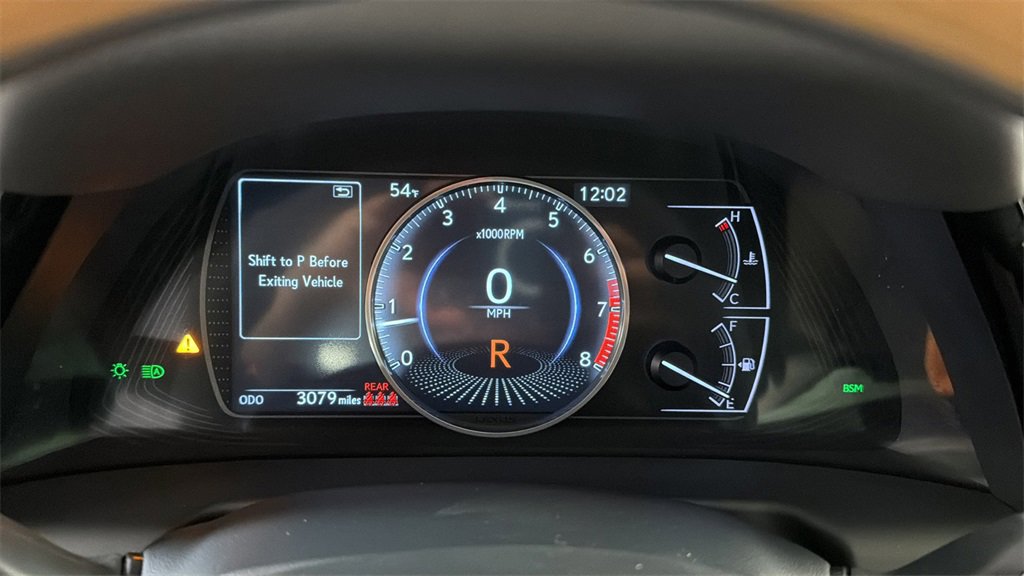 54°F
12:02
Shift to P Before
Exiting Vehicle
0
1
2
3
4
5
6
7
8
x1000RPM
0
MPH
R
ODO 3079 miles
REAR
H
C
F
E
A
BSM